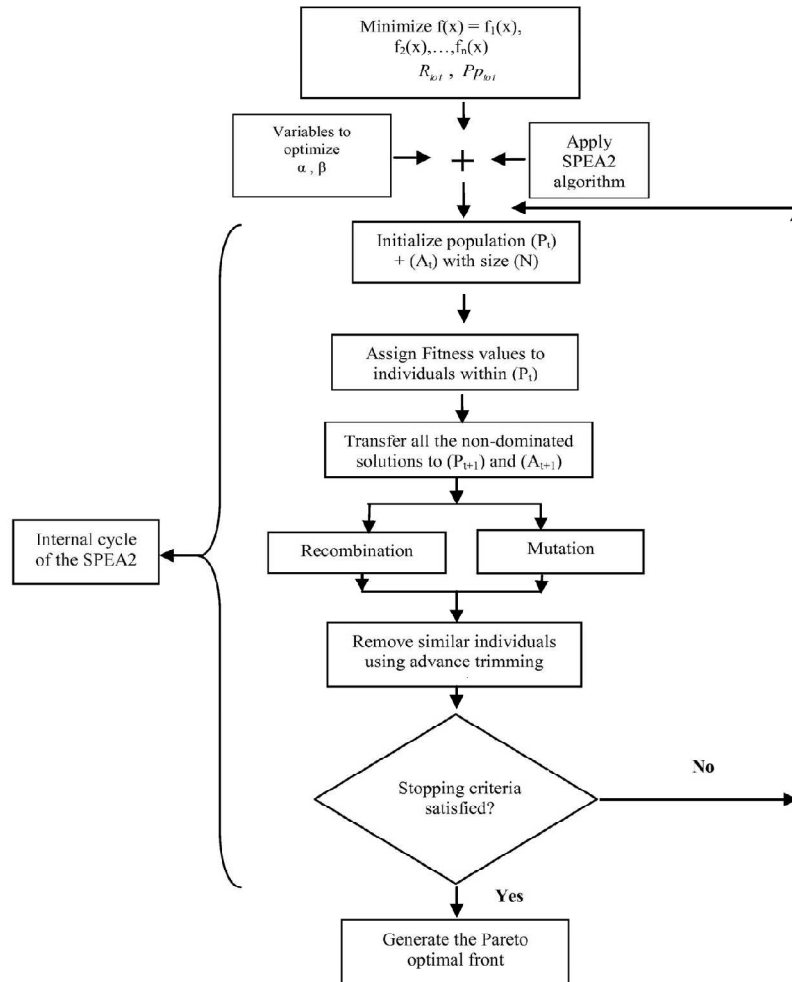 Minimize f(x) = f₁(x),
f₂(x),…,fₙ(x)
R_tot , Pp_tot
Variables to
optimize
α , β
+
Apply
SPEA2
algorithm
Initialize population (Pₜ)
+ (Aₜ) with size (N)
Assign Fitness values to
individuals within (Pₜ)
Transfer all the non-dominated
solutions to (Pₜ₊₁) and (Aₜ₊₁)
Internal cycle
of the SPEA2
Recombination
Mutation
Remove similar individuals
using advance trimming
Stopping criteria
satisfied?
No
Yes
Generate the Pareto
optimal front